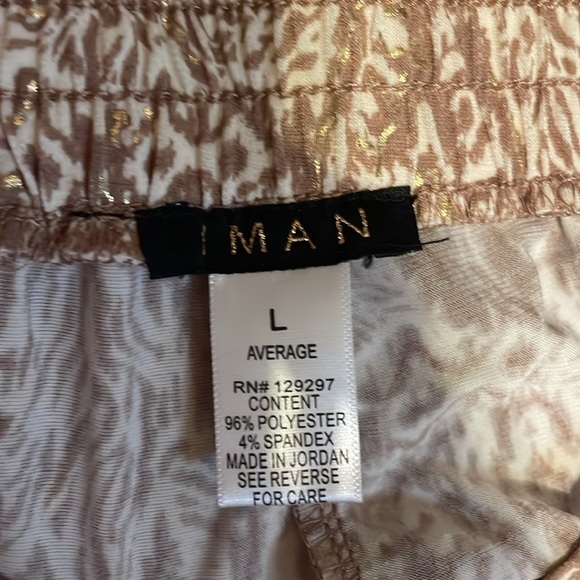 IMAN
L
AVERAGE
RN# 129297
CONTENT
96% POLYESTER
4% SPANDEX
MADE IN JORDAN
SEE REVERSE
FOR CARE